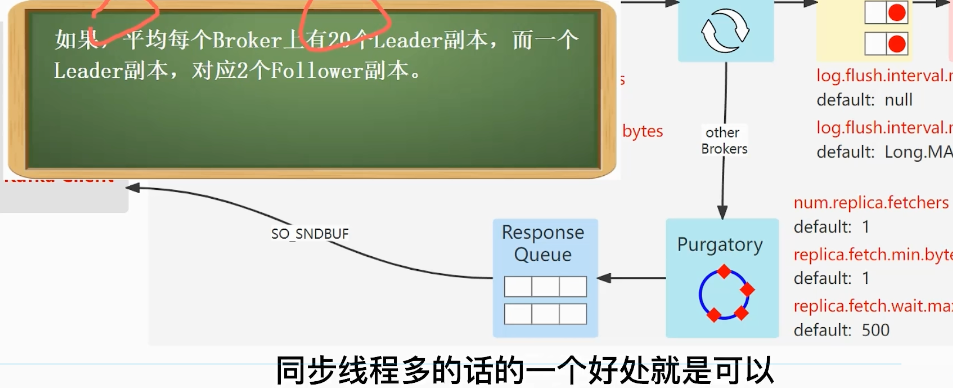 如果，平均每个Broker上有20个Leader副本，而一个
Leader副本，对应2个Follower副本。
log.flush.interval.
default: null
bytes
other
Brokers
log.flush.interval.
default: Long.MA
Kafka Client
SO_SNDBUF
Response
Queue
Purgatory
num.replica.fetchers
default: 1
replica.fetch.min.byte
default: 1
replica.fetch.wait.ma
default: 500
同步线程多的话的一个好处就是可以